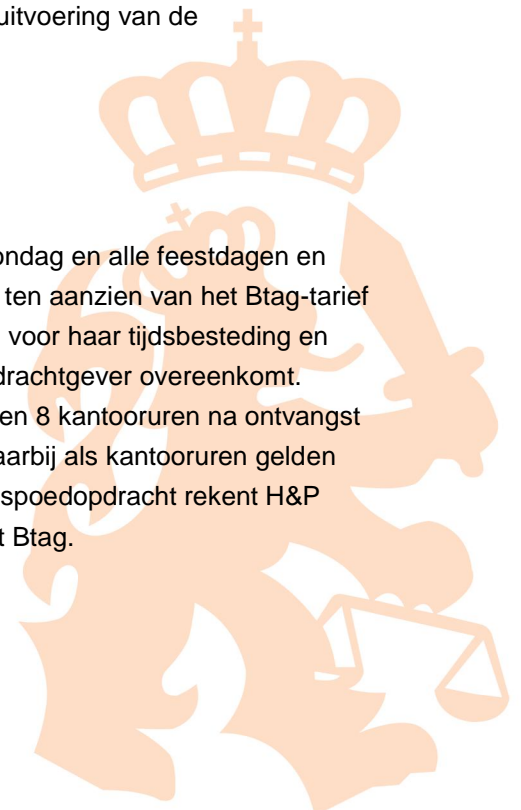 uitvoering van de
ondag en alle feestdagen en
ten aanzien van het Btag-tarief
voor haar tijdsbesteding en
drachtgever overeenkomt.
en 8 kantooruren na ontvangst
aarbij als kantooruren gelden
spoedopdracht rekent H&P
t Btag.